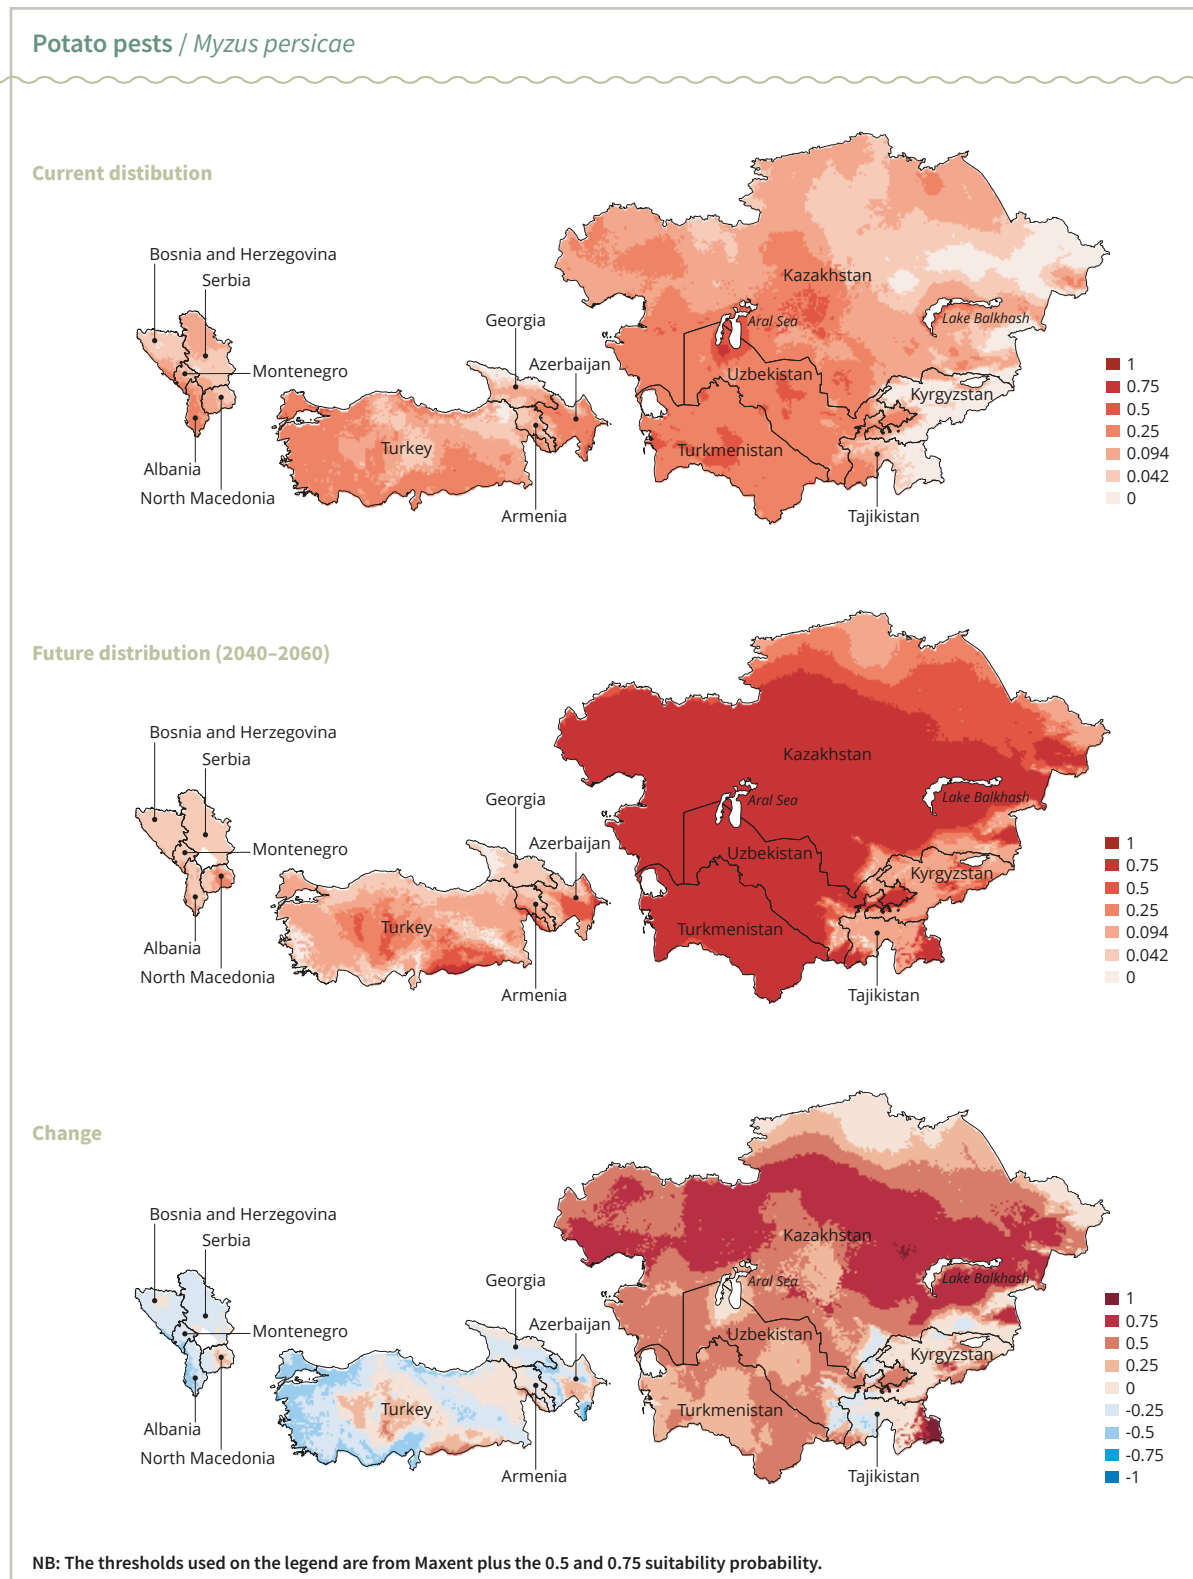 Potato pests / Myzus persicae
Current distibution
Bosnia and Herzegovina
Serbia
Montenegro
Albania
North Macedonia
Georgia
Azerbaijan
Turkey
Armenia
Kazakhstan
Aral Sea
Lake Balkhash
Uzbekistan
Kyrgyzstan
Turkmenistan
Tajikistan
1
0.75
0.5
0.25
0.094
0.042
0
Future distribution (2040–2060)
Bosnia and Herzegovina
Serbia
Montenegro
Albania
North Macedonia
Georgia
Azerbaijan
Turkey
Armenia
Kazakhstan
Aral Sea
Lake Balkhash
Uzbekistan
Kyrgyzstan
Turkmenistan
Tajikistan
1
0.75
0.5
0.25
0.094
0.042
0
Change
Bosnia and Herzegovina
Serbia
Montenegro
Albania
North Macedonia
Georgia
Azerbaijan
Turkey
Armenia
Kazakhstan
Aral Sea
Lake Balkhash
Uzbekistan
Kyrgyzstan
Turkmenistan
Tajikistan
1
0.75
0.5
0.25
0
-0.25
-0.5
-0.75
-1
NB: The thresholds used on the legend are from Maxent plus the 0.5 and 0.75 suitability probability.